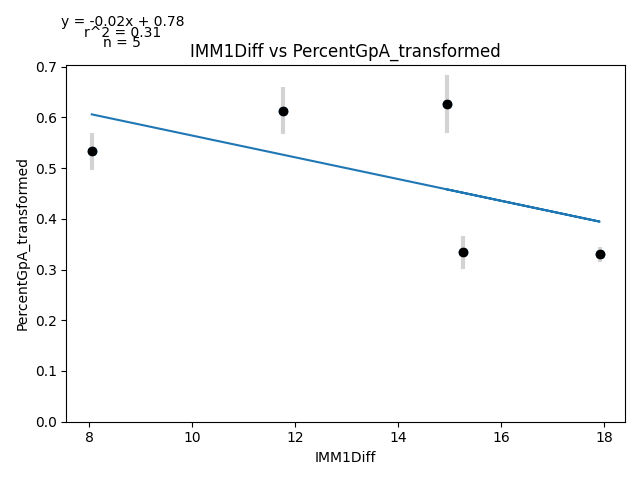 y = -0.02x + 0.78
r^2 = 0.31
n = 5
IMM1Diff vs PercentGpA_transformed
0.7
0.6
0.5
0.4
0.3
0.2
0.1
0.0
PercentGpA_transformed
8 10 12 14 16 18
IMM1Diff